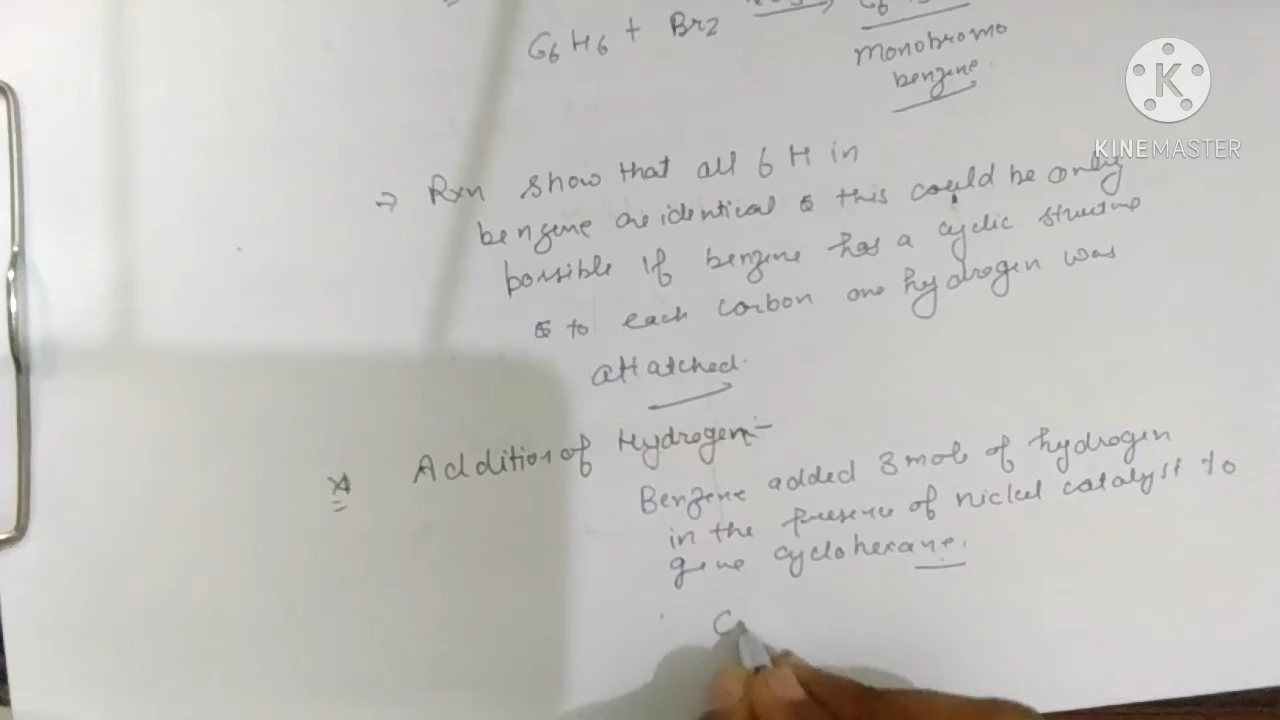 C6H6 + Br2
monobromo
benzene
K
KINEMASTER
→ Rxn show that all 6 H in
benzene are identical & this could be only
possible if benzene has a cyclic structure
& to each carbon one hydrogen was
attatched.
Addition of Hydrogen:-
Benzene added 3 mob of hydrogen
in the presence of nickel catalyst to
give cyclohexane.
C